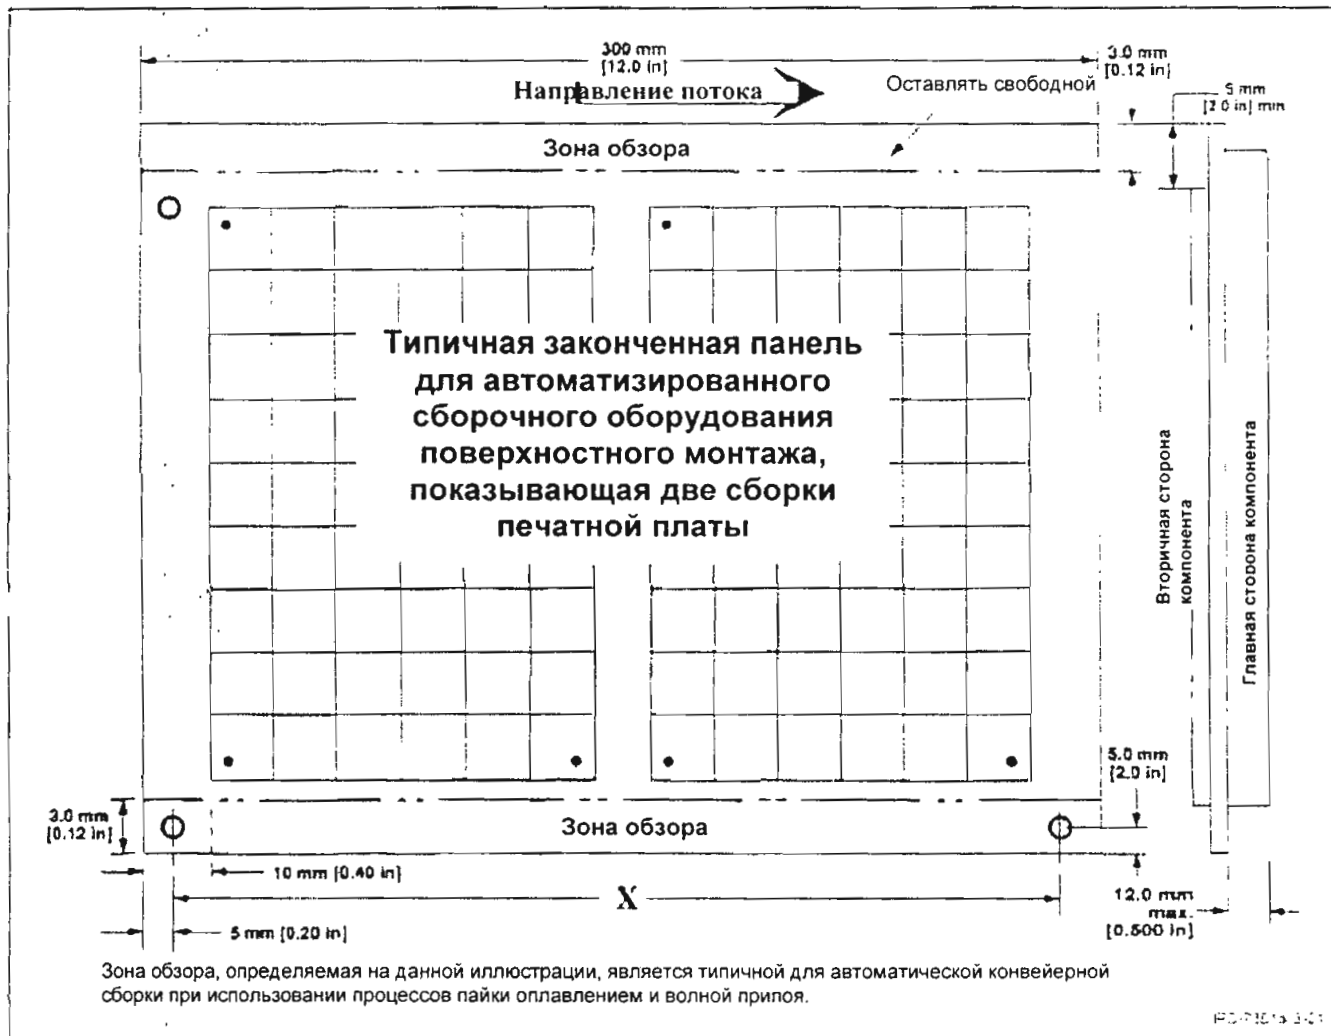 300 mm
[12.0 in]
3.0 mm
[0.12 in]
Направление потока
Оставлять свободной
5 mm
[2.0 in] min
Зона обзора
Типичная законченная панель
для автоматизированного
сборочного оборудования
поверхностного монтажа,
показывающая две сборки
печатной платы
Вторичная сторона
компонента
Главная сторона компонента
5.0 mm
[2.0 in]
3.0 mm
[0.12 in]
Зона обзора
10 mm [0.40 in]
X
12.0 mm
max.
[0.500 in]
5 mm [0.20 in]
Зона обзора, определяемая на данной иллюстрации, является типичной для автоматической конвейерной
сборки при использовании процессов пайки оплавлением и волной припоя.